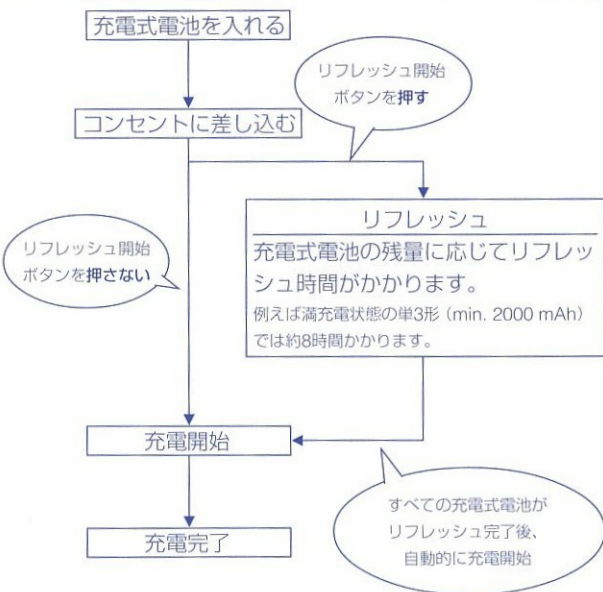 充電式電池を入れる
コンセントに差し込む
リフレッシュ開始
ボタンを押す
リフレッシュ開始
ボタンを押さない
リフレッシュ
充電式電池の残量に応じてリフレッ
シュ時間がかかります。
例えば満充電状態の単3形（min. 2000 mAh）
では約8時間かかります。
充電開始
すべての充電式電池が
リフレッシュ完了後、
自動的に充電開始
充電完了